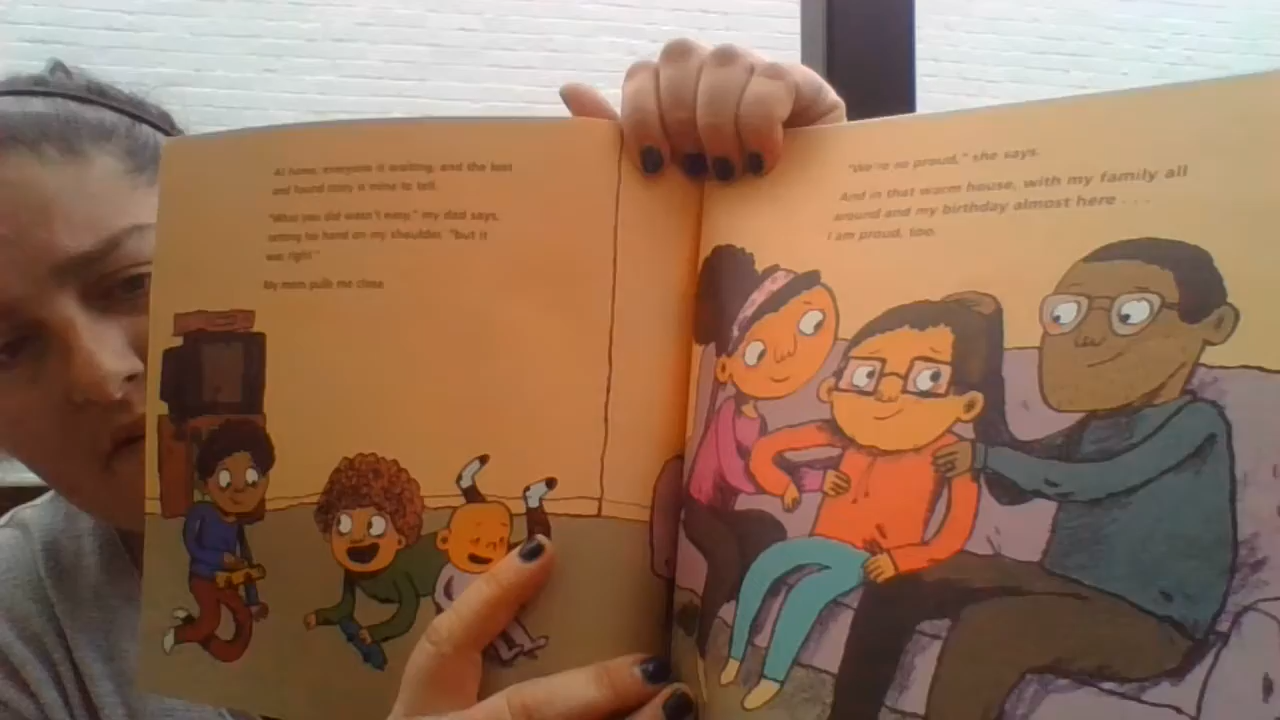 At home, everyone is waiting, and the lost
and found story is mine to tell.
"What you did wasn't easy," my dad says,
setting his hand on my shoulder, "but it
was right."
My mom pulls me close.
"We're so proud," she says.
And in that warm house, with my family all
around and my birthday almost here . . .
I am proud, too.